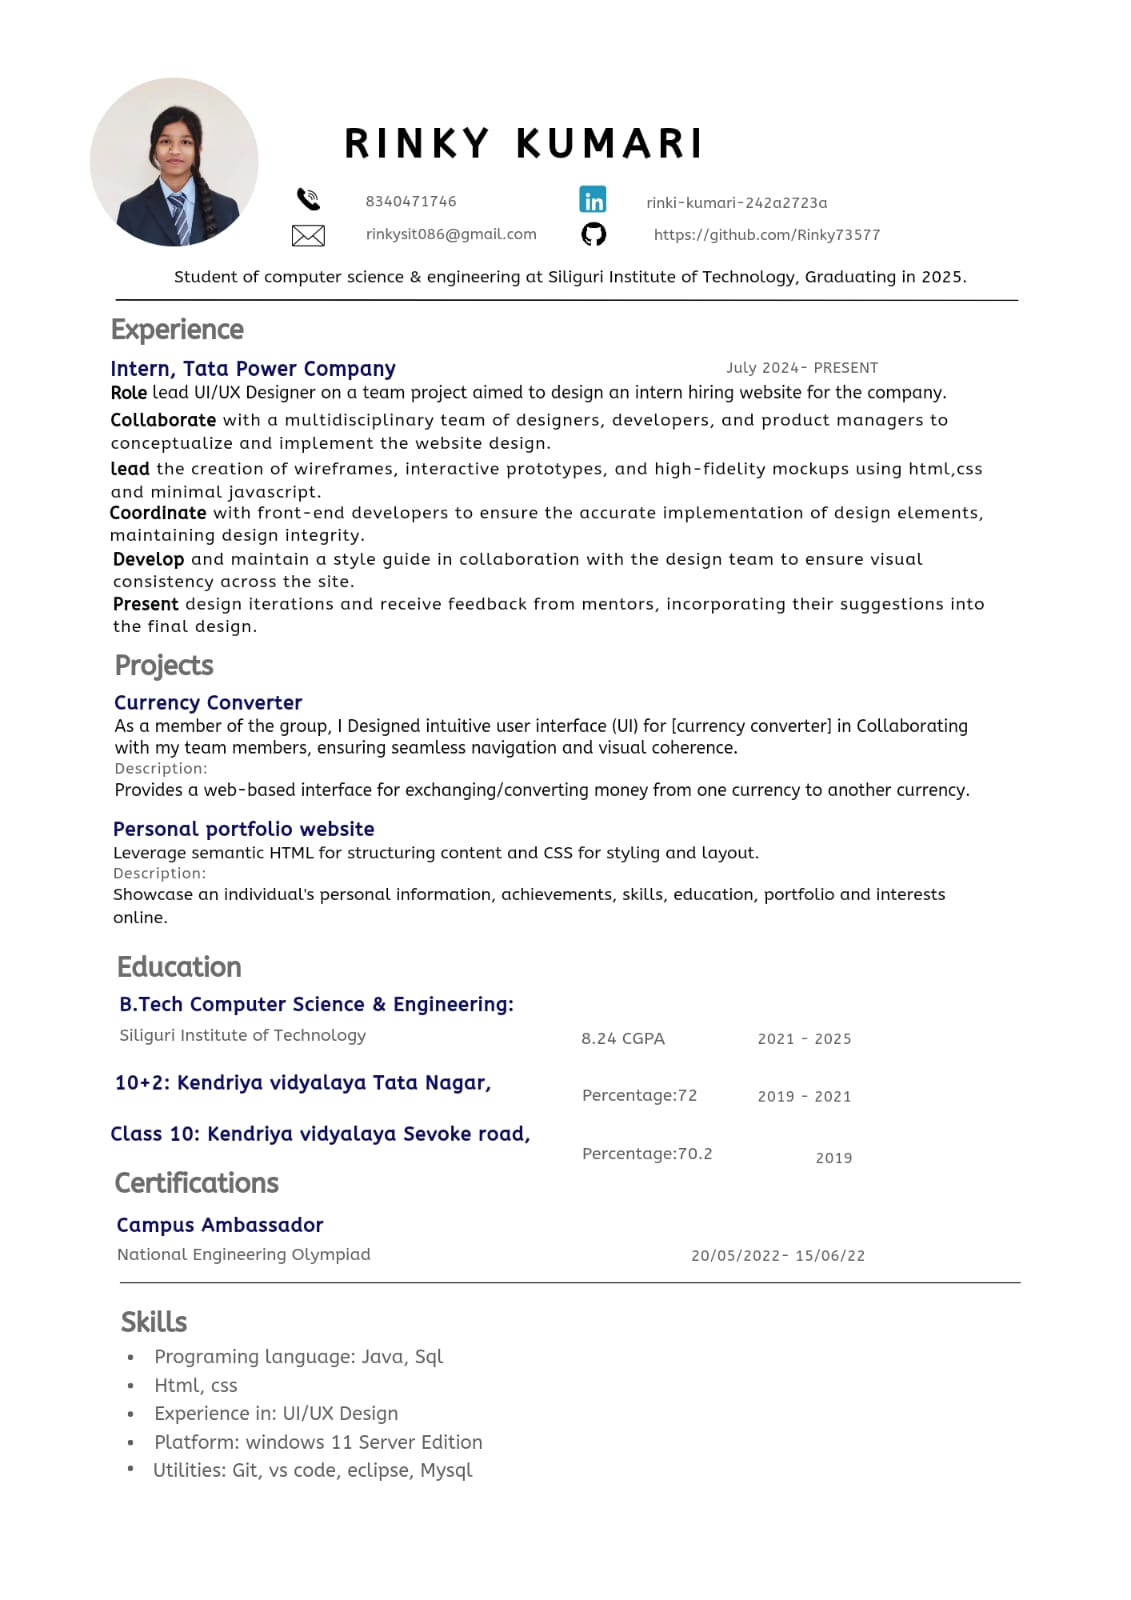 RINKY KUMARI
8340471746
in rinki-kumari-242a2723a
rinkysit086@gmail.com
https://github.com/Rinky73577
Student of computer science & engineering at Siliguri Institute of Technology, Graduating in 2025.
Experience
Intern, Tata Power Company July 2024- PRESENT
Role lead UI/UX Designer on a team project aimed to design an intern hiring website for the company.
Collaborate with a multidisciplinary team of designers, developers, and product managers to
conceptualize and implement the website design.
lead the creation of wireframes, interactive prototypes, and high-fidelity mockups using html,css
and minimal javascript.
Coordinate with front-end developers to ensure the accurate implementation of design elements,
maintaining design integrity.
Develop and maintain a style guide in collaboration with the design team to ensure visual
consistency across the site.
Present design iterations and receive feedback from mentors, incorporating their suggestions into
the final design.
Projects
Currency Converter
As a member of the group, I Designed intuitive user interface (UI) for [currency converter] in Collaborating
with my team members, ensuring seamless navigation and visual coherence.
Description:
Provides a web-based interface for exchanging/converting money from one currency to another currency.
Personal portfolio website
Leverage semantic HTML for structuring content and CSS for styling and layout.
Description:
Showcase an individual's personal information, achievements, skills, education, portfolio and interests
online.
Education
B.Tech Computer Science & Engineering:
Siliguri Institute of Technology 8.24 CGPA 2021 - 2025
10+2: Kendriya vidyalaya Tata Nagar,
Percentage:72 2019 - 2021
Class 10: Kendriya vidyalaya Sevoke road,
Percentage:70.2 2019
Certifications
Campus Ambassador
National Engineering Olympiad 20/05/2022- 15/06/22
Skills
• Programing language: Java, Sql
• Html, css
• Experience in: UI/UX Design
• Platform: windows 11 Server Edition
• Utilities: Git, vs code, eclipse, Mysql